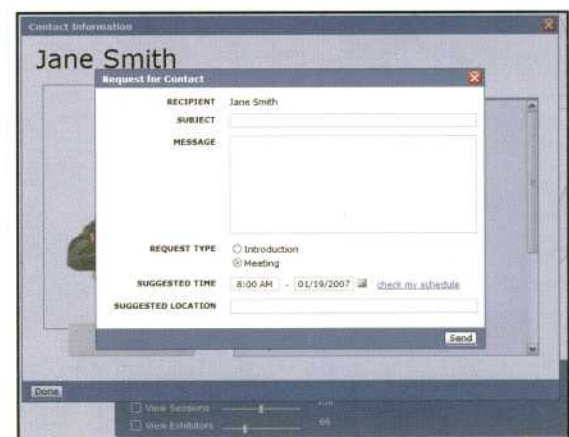 Contact Information
Jane Smith
Request for Contact
RECIPIENT Jane Smith
SUBJECT
MESSAGE
REQUEST TYPE Introduction
Meeting
SUGGESTED TIME 8:00 AM - 01/19/2007 check my schedule
SUGGESTED LOCATION
Send
Done
View Sessions
View Exhibitors 66